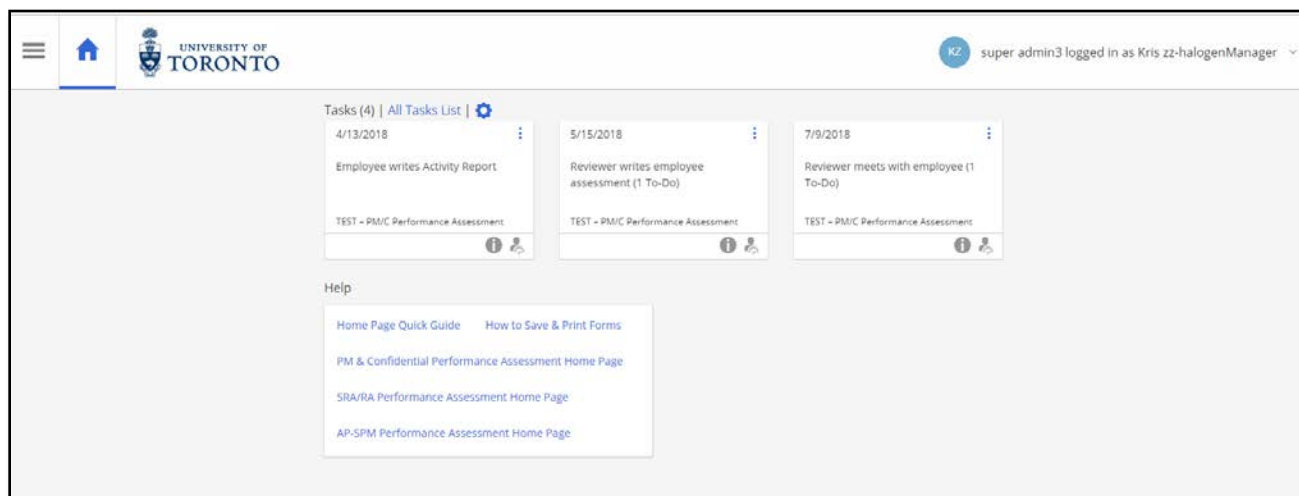 UNIVERSITY OF
TORONTO
KZ super admin3 logged in as Kris zz-halogenManager
Tasks (4) | All Tasks List |
4/13/2018
Employee writes Activity Report
TEST – PM/C Performance Assessment
5/15/2018
Reviewer writes employee
assessment (1 To-Do)
TEST – PM/C Performance Assessment
7/9/2018
Reviewer meets with employee (1
To-Do)
TEST – PM/C Performance Assessment
Help
Home Page Quick Guide How to Save & Print Forms
PM & Confidential Performance Assessment Home Page
SRA/RA Performance Assessment Home Page
AP-SPM Performance Assessment Home Page